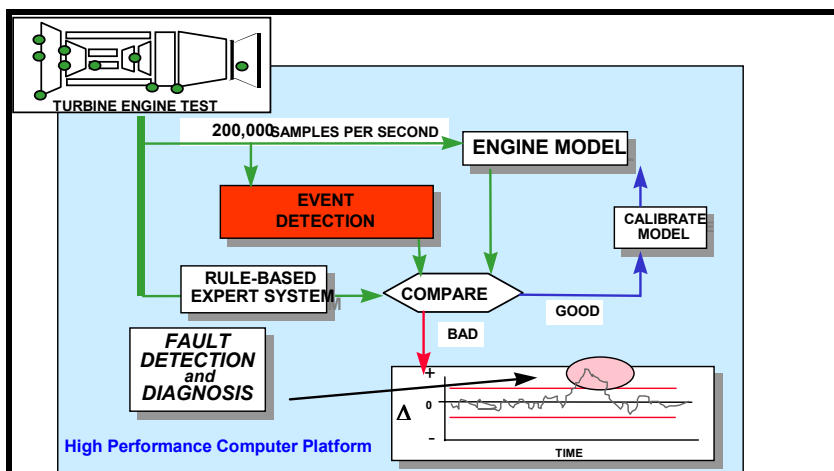 TURBINE ENGINE TEST
200,000 SAMPLES PER SECOND
ENGINE MODEL
EVENT
DETECTION
CALIBRATE
MODEL
RULE-BASED
EXPERT SYSTEM
COMPARE
GOOD
BAD
FAULT
DETECTION
and
DIAGNOSIS
+
Δ
0
–
TIME
High Performance Computer Platform